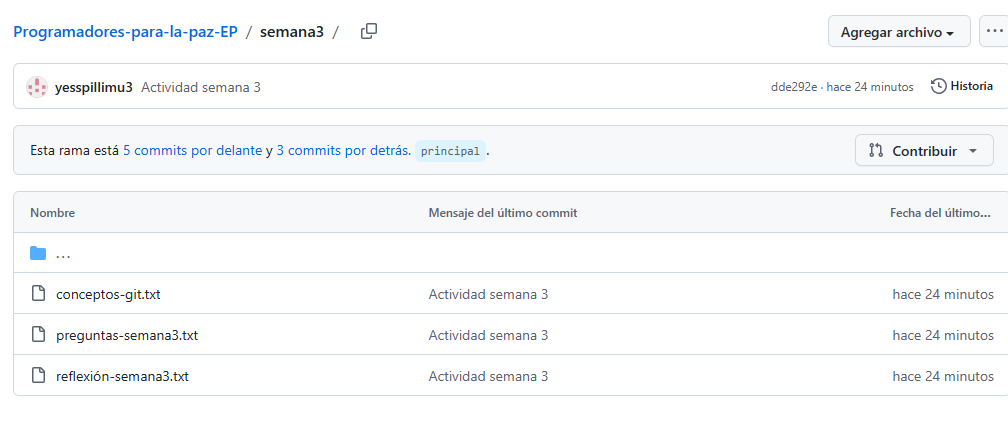 Programadores-para-la-paz-EP / semana3 /
Agregar archivo
...
yesspillimu3 Actividad semana 3
dde292e · hace 24 minutos
Historia
Esta rama está 5 commits por delante y 3 commits por detrás. principal .
Contribuir
Nombre Mensaje del último commit Fecha del último...
...
conceptos-git.txt Actividad semana 3 hace 24 minutos
preguntas-semana3.txt Actividad semana 3 hace 24 minutos
reflexión-semana3.txt Actividad semana 3 hace 24 minutos